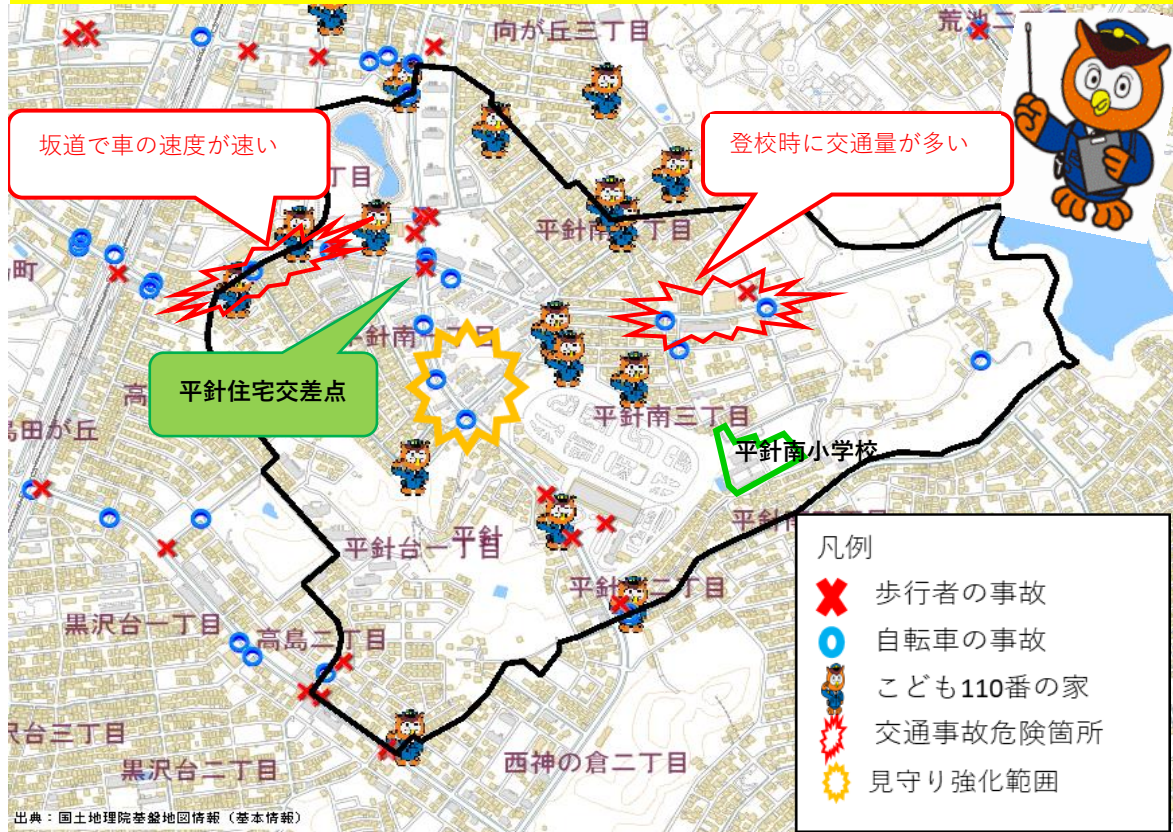 向が丘三丁目
荒池二
坂道で車の速度が速い
登校時に交通量が多い
丁目
平針南
丁目
町
平針南一丁目
平針住宅交差点
高
島田が丘
平針南三丁目
平針南小学校
平針南
平針台一丁目
平針
平針
二丁目
黒沢台一丁目
高島二丁目
沢台三丁目
黒沢台二丁目
西神の倉二丁目
凡例
歩行者の事故
自転車の事故
こども110番の家
交通事故危険箇所
見守り強化範囲
出典：国土地理院基盤地図情報（基本情報）